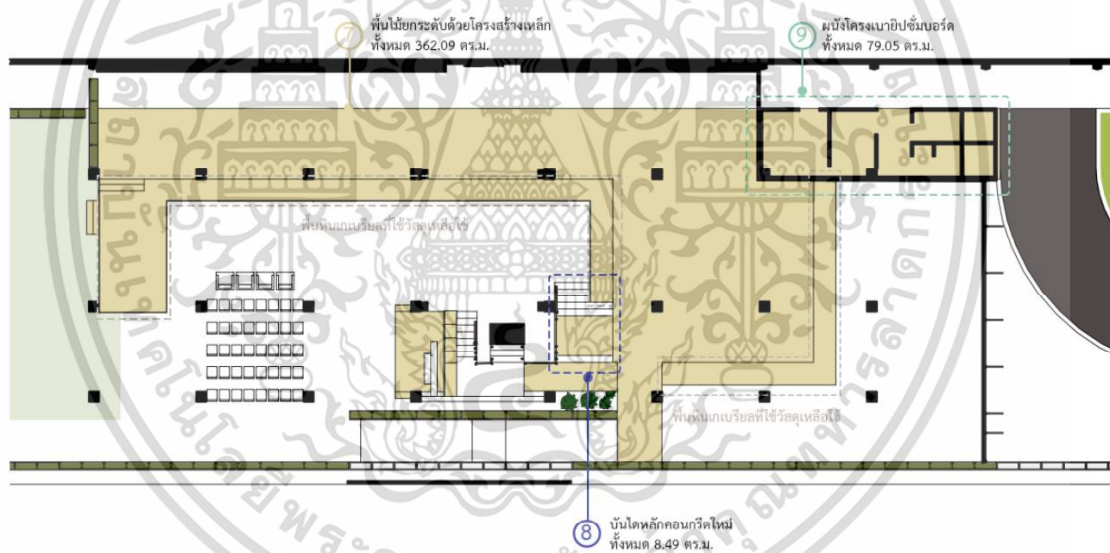 7
พื้นไม้ยกระดับด้วยโครงสร้างเหล็ก
ทั้งหมด 362.09 ตร.ม.
9
ผนังโครงเบายิปซั่มบอร์ด
ทั้งหมด 79.05 ตร.ม.
พื้นหินเกเบรียลที่ใช้วัสดุเหลือใช้
พื้นหินเกเบรียลที่ใช้วัสดุเหลือใช้
8
บันไดหลักคอนกรีตใหม่
ทั้งหมด 8.49 ตร.ม.